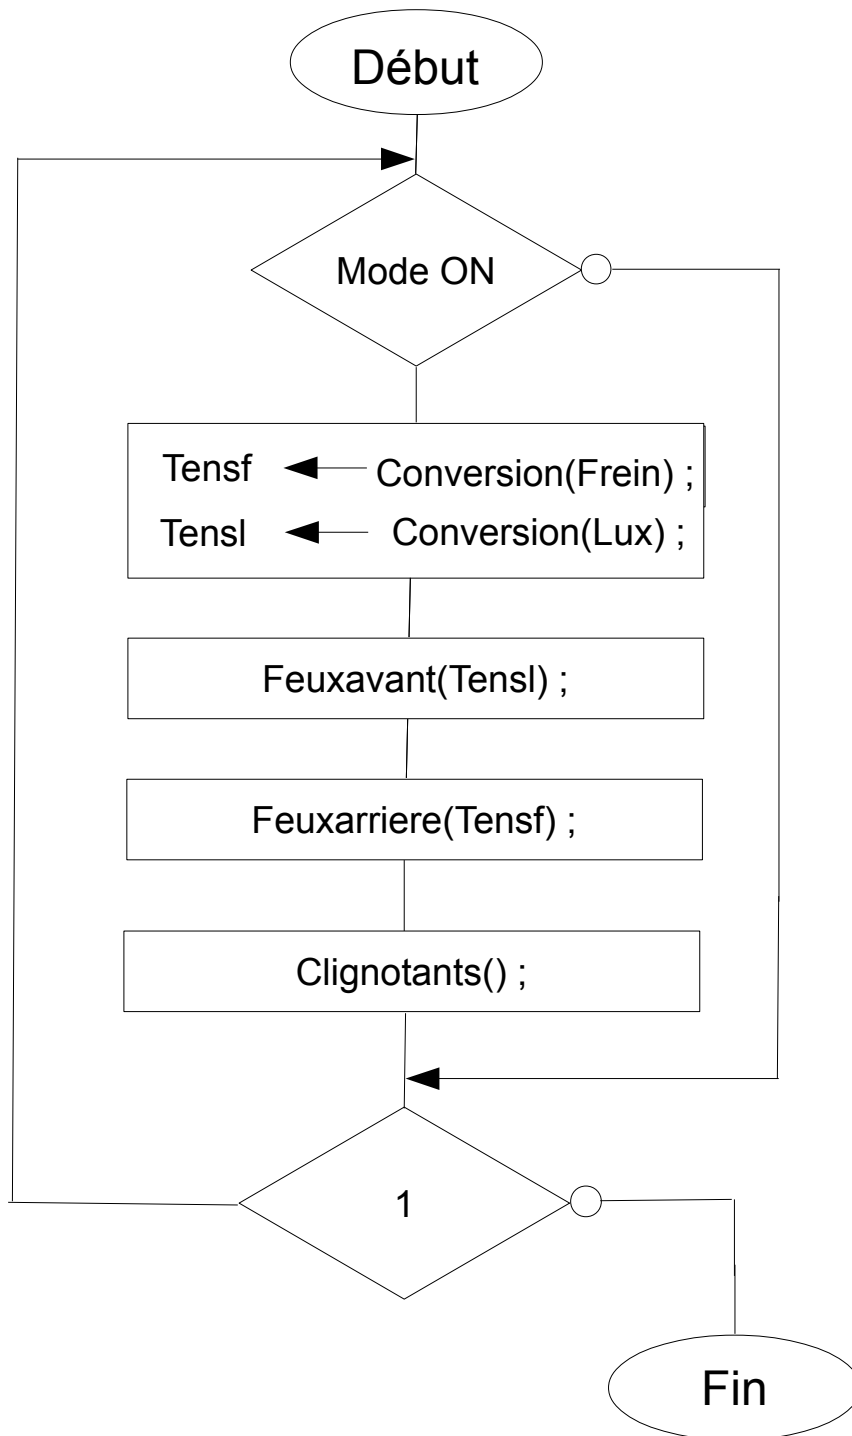 Début
Mode ON
Tensf Conversion(Frein) ;
Tensl Conversion(Lux) ;
Feuxavant(Tensl) ;
Feuxarriere(Tensf) ;
Clignotants() ;
1
Fin